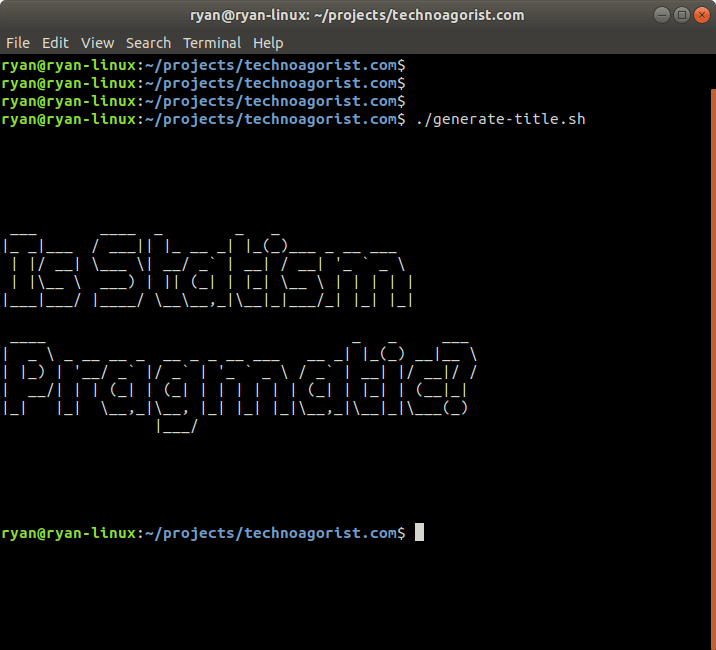 ryan@ryan-linux: ~/projects/technoagorist.com
File Edit View Search Terminal Help
ryan@ryan-linux:~/projects/technoagorist.com$
ryan@ryan-linux:~/projects/technoagorist.com$
ryan@ryan-linux:~/projects/technoagorist.com$
ryan@ryan-linux:~/projects/technoagorist.com$ ./generate-title.sh
Is Statism
Pragmatic?
ryan@ryan-linux:~/projects/technoagorist.com$